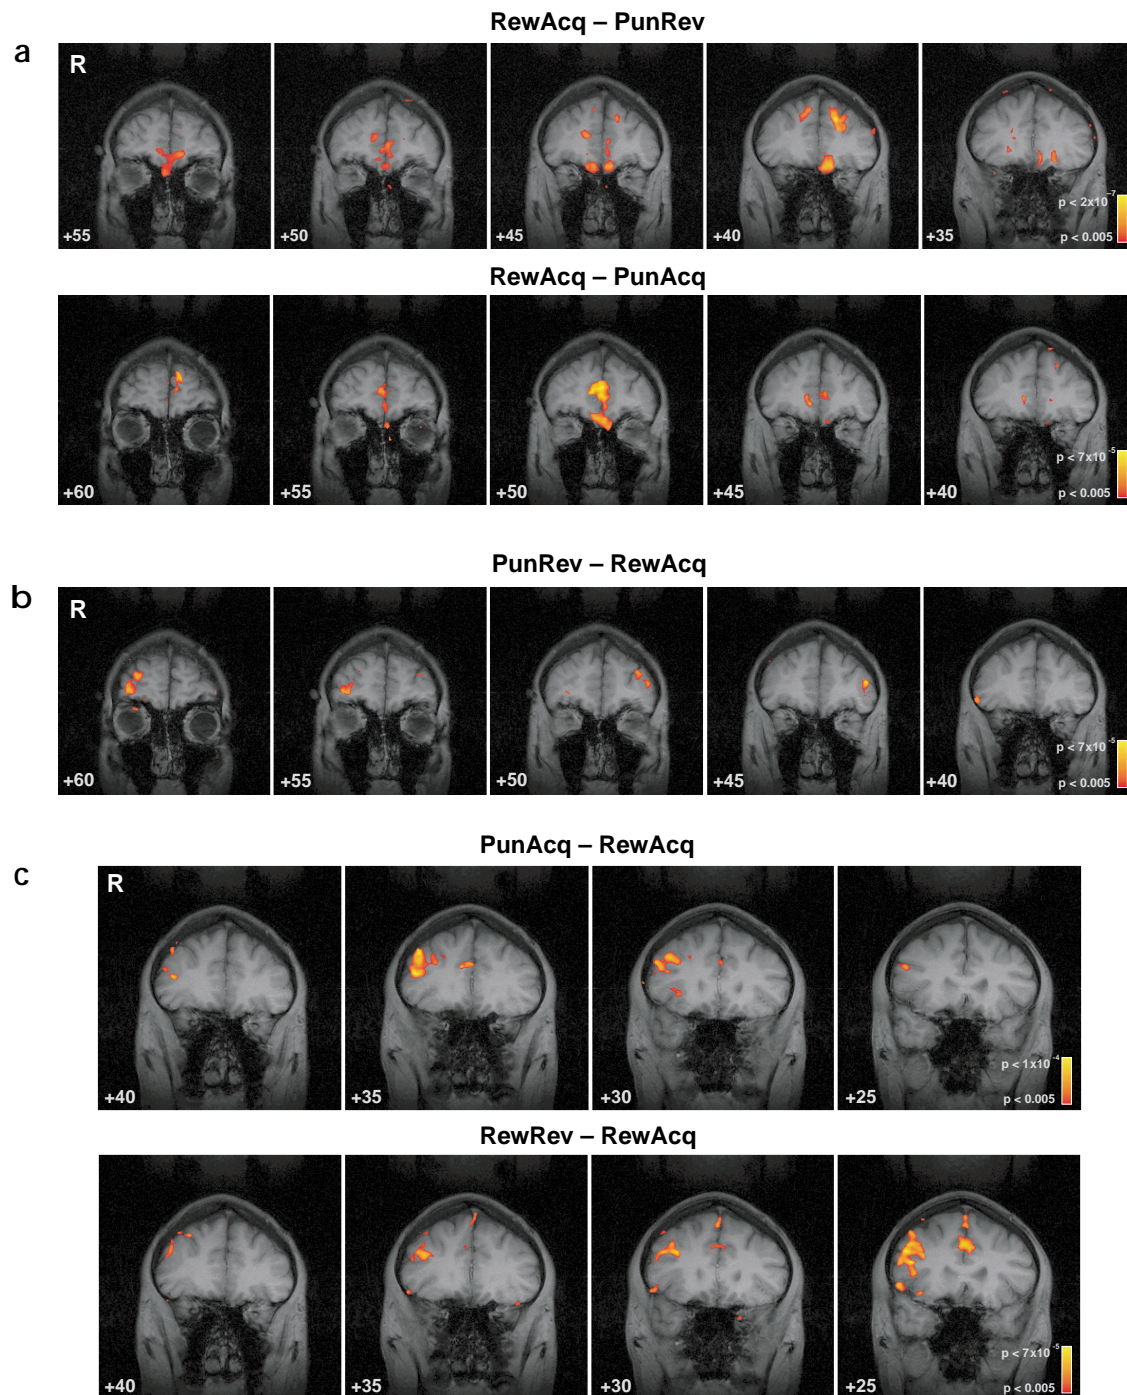 RewAcq – PunRev
a
R
+55
+50
+45
+40
+35
p < 2x10 -7
p < 0.005
RewAcq – PunAcq
+60
+55
+50
+45
+40
p < 7x10 -5
p < 0.005
PunRev – RewAcq
b
R
+60
+55
+50
+45
+40
p < 7x10 -5
p < 0.005
PunAcq – RewAcq
c
R
+40
+35
+30
+25
p < 1x10 -4
p < 0.005
RewRev – RewAcq
+40
+35
+30
+25
p < 7x10 -5
p < 0.005